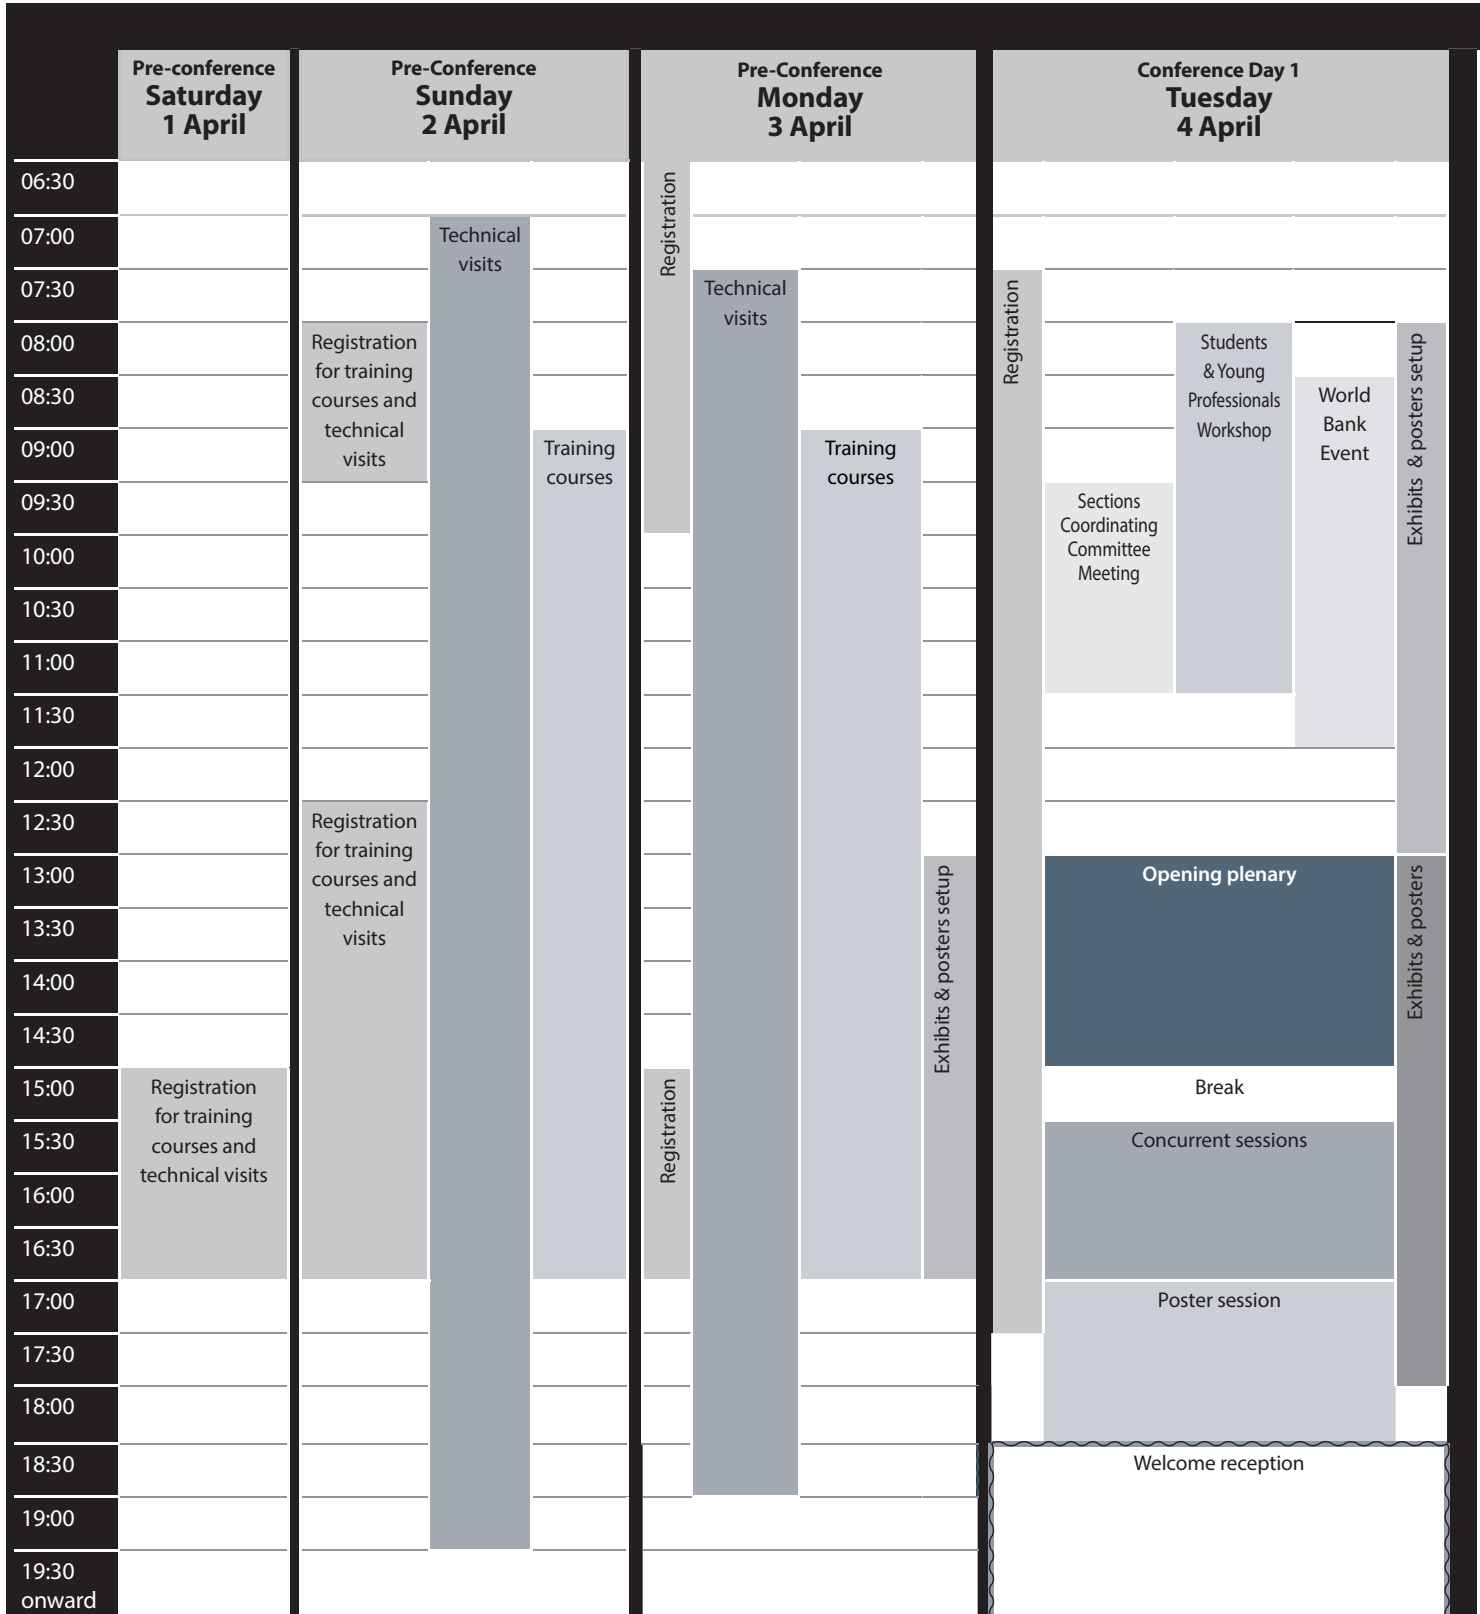 Pre-conference
Saturday
1 April
Pre-Conference
Sunday
2 April
Pre-Conference
Monday
3 April
Conference Day 1
Tuesday
4 April
06:30
07:00
07:30
08:00
08:30
09:00
09:30
10:00
10:30
11:00
11:30
12:00
12:30
13:00
13:30
14:00
14:30
15:00
15:30
16:00
16:30
17:00
17:30
18:00
18:30
19:00
19:30
onward
Registration
for training
courses and
technical visits
Registration
for training
courses and
technical
visits
Registration
for training
courses and
technical
visits
Technical
visits
Training
courses
Registration
Registration
Technical
visits
Training
courses
Exhibits & posters setup
Registration
Sections
Coordinating
Committee
Meeting
Students
& Young
Professionals
Workshop
World
Bank
Event
Exhibits & posters setup
Opening plenary
Exhibits & posters
Break
Concurrent sessions
Poster session
Welcome reception